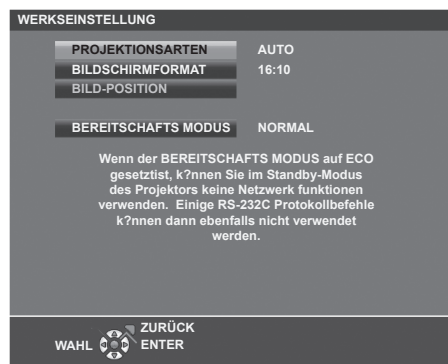 WERKSEINSTELLUNG
PROJEKTIONSARTEN AUTO
BILDSCHIRMFORMAT 16:10
BILD-POSITION
BEREITSCHAFTS MODUS NORMAL
Wenn der BEREITSCHAFTS MODUS auf ECO
gesetztist, k?nnen Sie im Standby-Modus
des Projektors keine Netzwerk funktionen
verwenden. Einige RS-232C Protokollbefehle
k?nnen dann ebenfalls nicht verwendet
werden.
ZURÜCK
WAHL ENTER